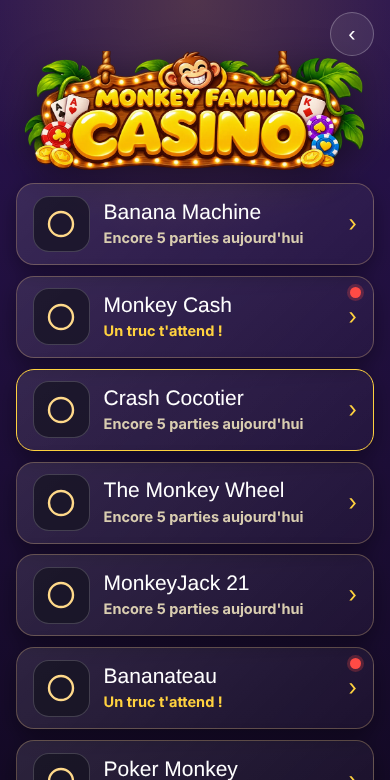 ‹
A A
K
MONKEY FAMILY
CASINO
Banana Machine
Encore 5 parties aujourd'hui
›
Monkey Cash
Un truc t'attend !
›
Crash Cocotier
Encore 5 parties aujourd'hui
›
The Monkey Wheel
Encore 5 parties aujourd'hui
›
MonkeyJack 21
Encore 5 parties aujourd'hui
›
Bananateau
Un truc t'attend !
›
Poker Monkey